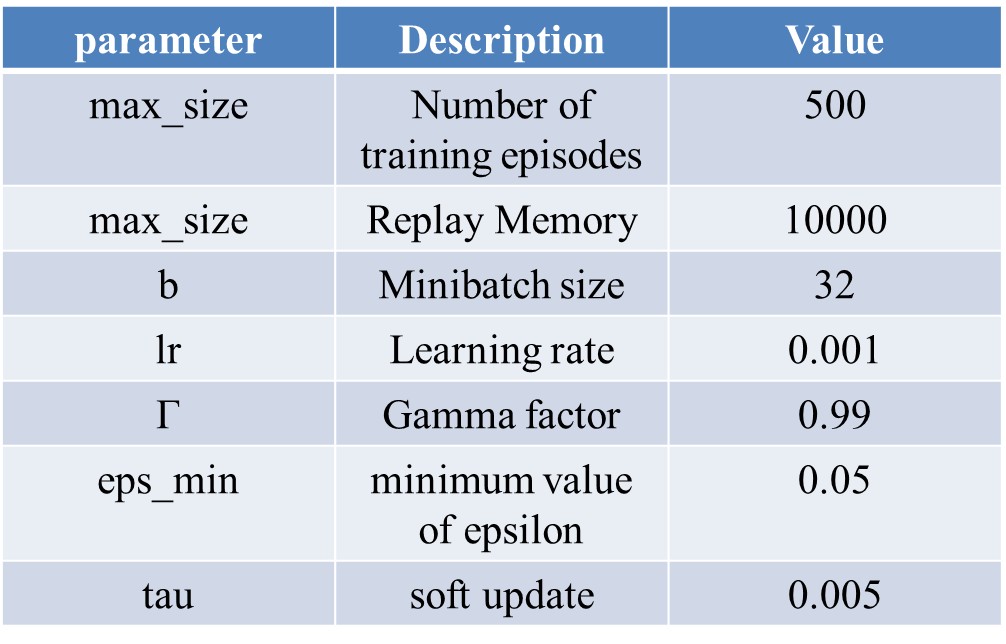 parameter Description Value
max_size Number of training episodes 500
max_size Replay Memory 10000
b Minibatch size 32
lr Learning rate 0.001
Γ Gamma factor 0.99
eps_min minimum value of epsilon 0.05
tau soft update 0.005